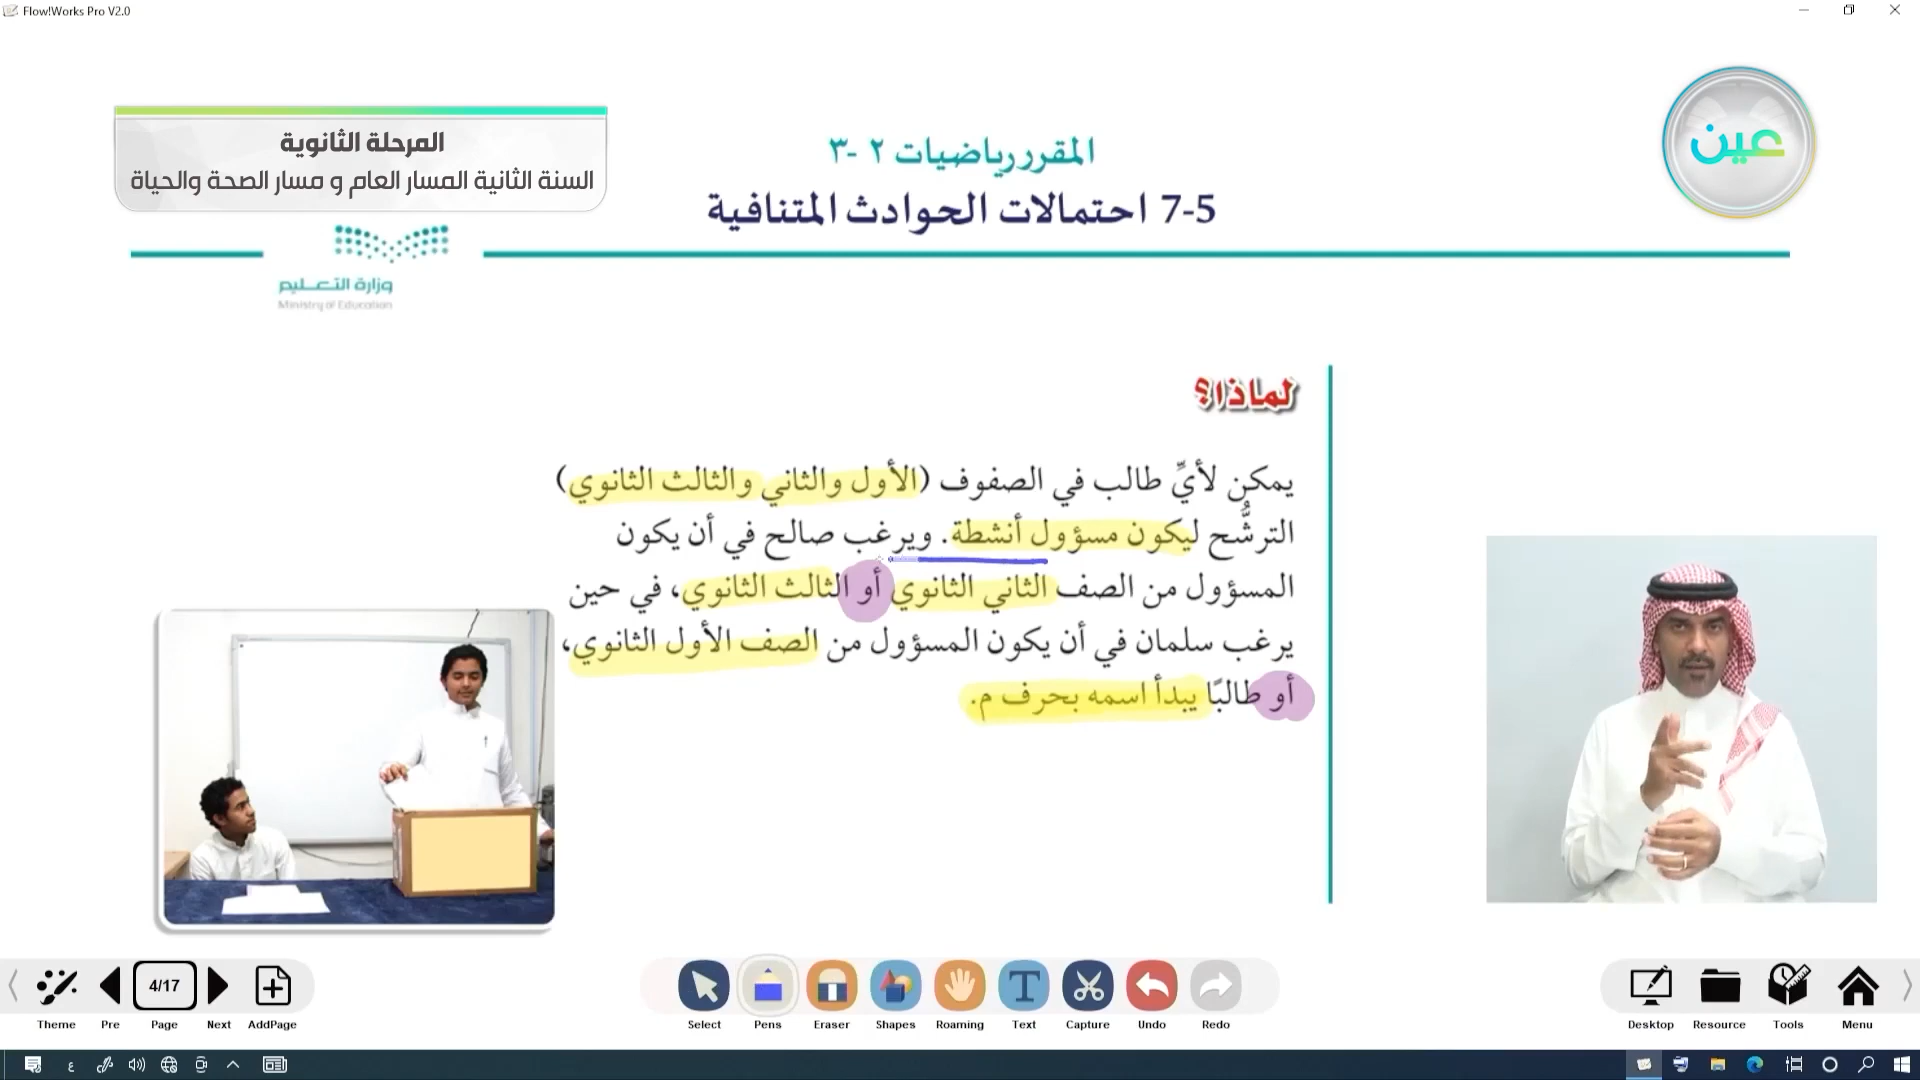 Flow!Works Pro V2.0
المرحلة الثانوية
السنة الثانية المسار العام و مسار الصحة والحياة
المقرر رياضيات ٢ -٣
7-5 احتمالات الحوادث المتنافية
عين
وزارة التعليم
Ministry of Education
لماذا؟
يمكن لأيِّ طالب في الصفوف (الأول والثاني والثالث الثانوي)
الترشُّح ليكون مسؤول أنشطة. ويرغب صالح في أن يكون
المسؤول من الصف الثاني الثانوي أو الثالث الثانوي، في حين
يرغب سلمان في أن يكون المسؤول من الصف الأول الثانوي،
أو طالبًا يبدأ اسمه بحرف م.
4/17
Theme Pre Page Next AddPage
Select Pens Eraser Shapes Roaming Text Capture Undo Redo
Desktop Resource Tools Menu
ع